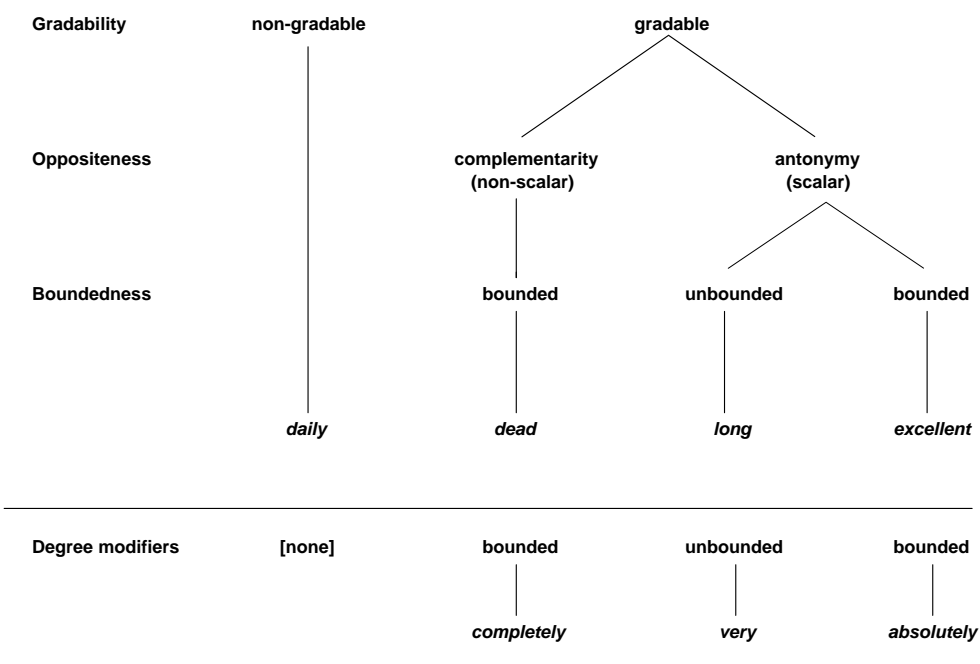 Gradability non-gradable gradable
Oppositeness complementarity antonymy
(non-scalar) (scalar)
Boundedness bounded unbounded bounded
daily dead long excellent
Degree modifiers [none] bounded unbounded bounded
completely very absolutely